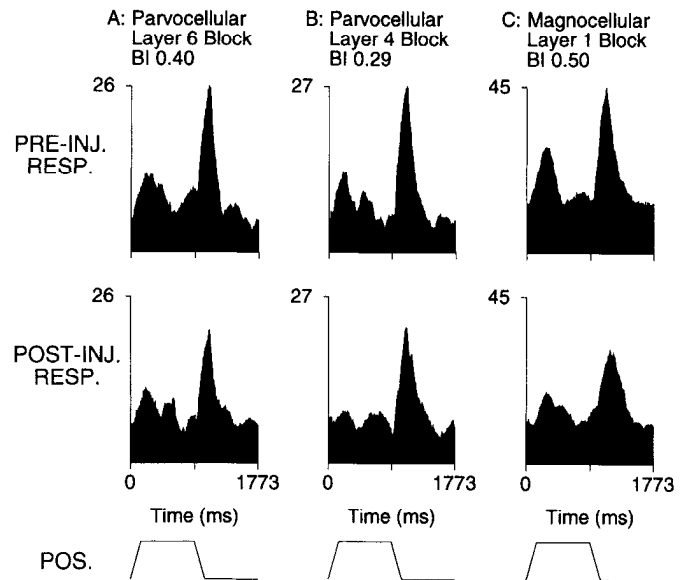 A: Parvocellular
Layer 6 Block
BI 0.40
B: Parvocellular
Layer 4 Block
BI 0.29
C: Magnocellular
Layer 1 Block
BI 0.50
PRE-INJ.
RESP.
26
27
45
POST-INJ.
RESP.
26
27
45
0
1773
0
1773
0
1773
Time (ms)
Time (ms)
Time (ms)
POS.